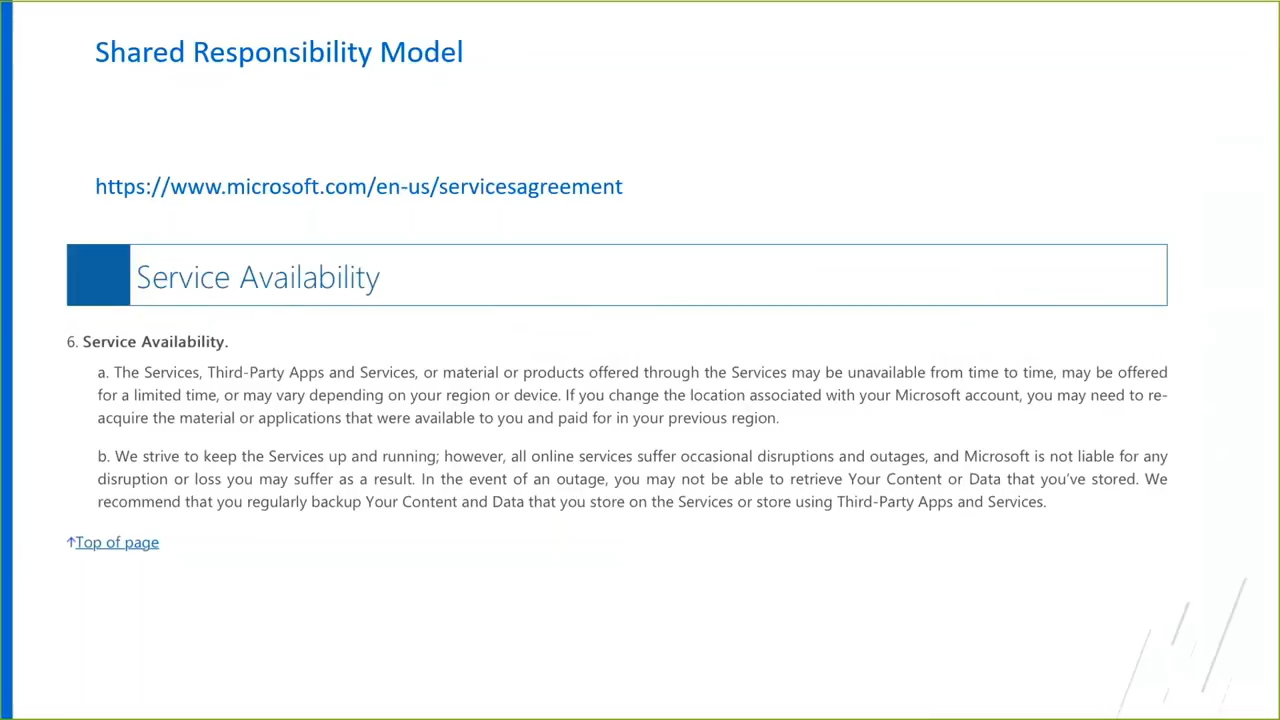 Shared Responsibility Model
https://www.microsoft.com/en-us/servicesagreement
Service Availability
6. Service Availability.
a. The Services, Third-Party Apps and Services, or material or products offered through the Services may be unavailable from time to time, may be offered
for a limited time, or may vary depending on your region or device. If you change the location associated with your Microsoft account, you may need to re-
acquire the material or applications that were available to you and paid for in your previous region.
b. We strive to keep the Services up and running; however, all online services suffer occasional disruptions and outages, and Microsoft is not liable for any
disruption or loss you may suffer as a result. In the event of an outage, you may not be able to retrieve Your Content or Data that you’ve stored. We
recommend that you regularly backup Your Content and Data that you store on the Services or store using Third-Party Apps and Services.
↑Top of page